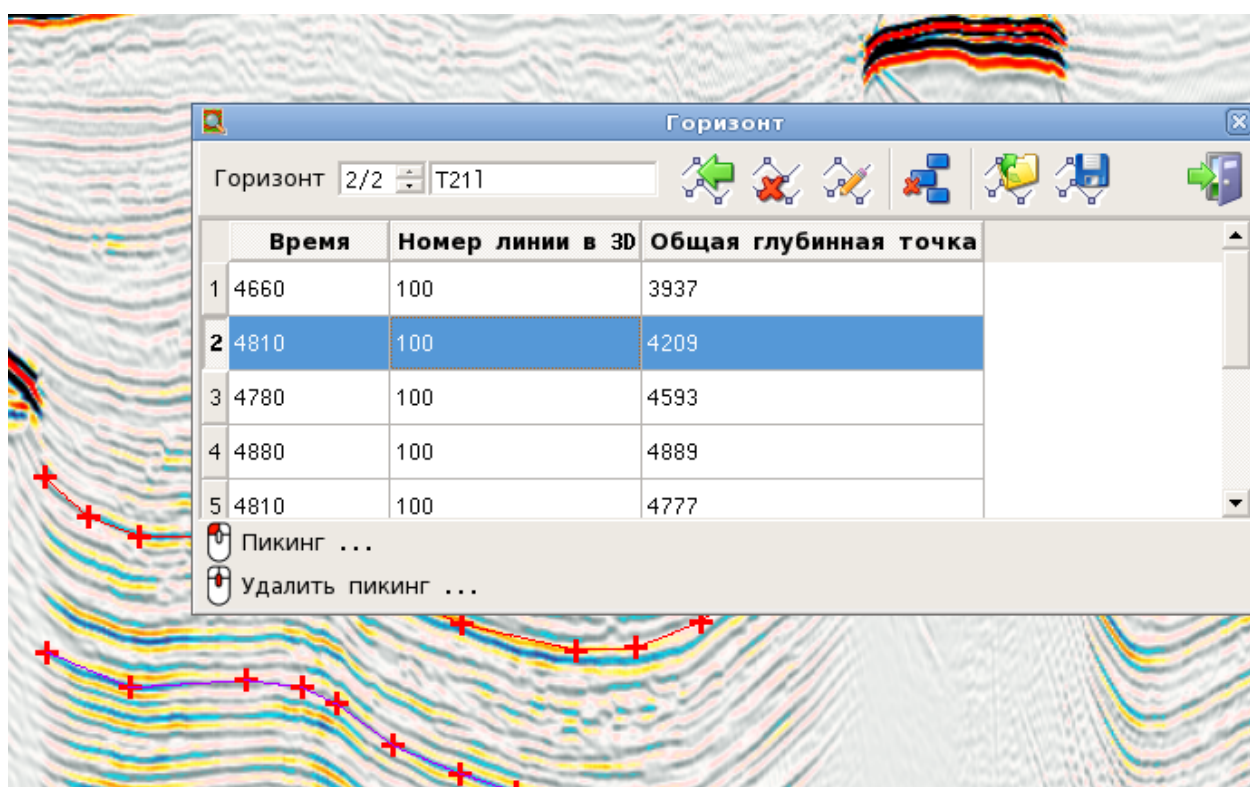 Горизонт
Горизонт 2/2 T21]
Время Номер линии в 3D Общая глубинная точка
1 4660 100 3937
2 4810 100 4209
3 4780 100 4593
4 4880 100 4889
5 4810 100 4777
Пикинг ...
Удалить пикинг ...